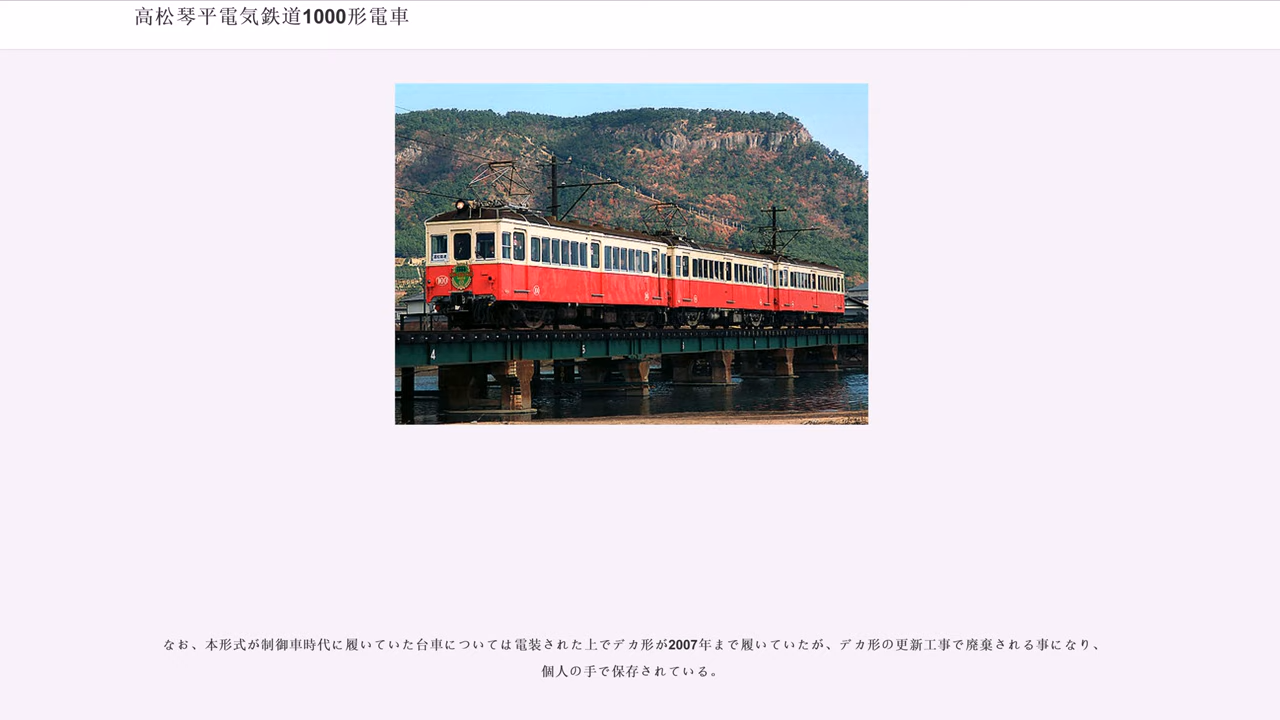 高松琴平電気鉄道1000形電車
100
4
5
なお、本形式が制御車時代に履いていた台車については電装された上でデカ形が2007年まで履いていたが、デカ形の更新工事で廃棄される事になり、
個人の手で保存されている。